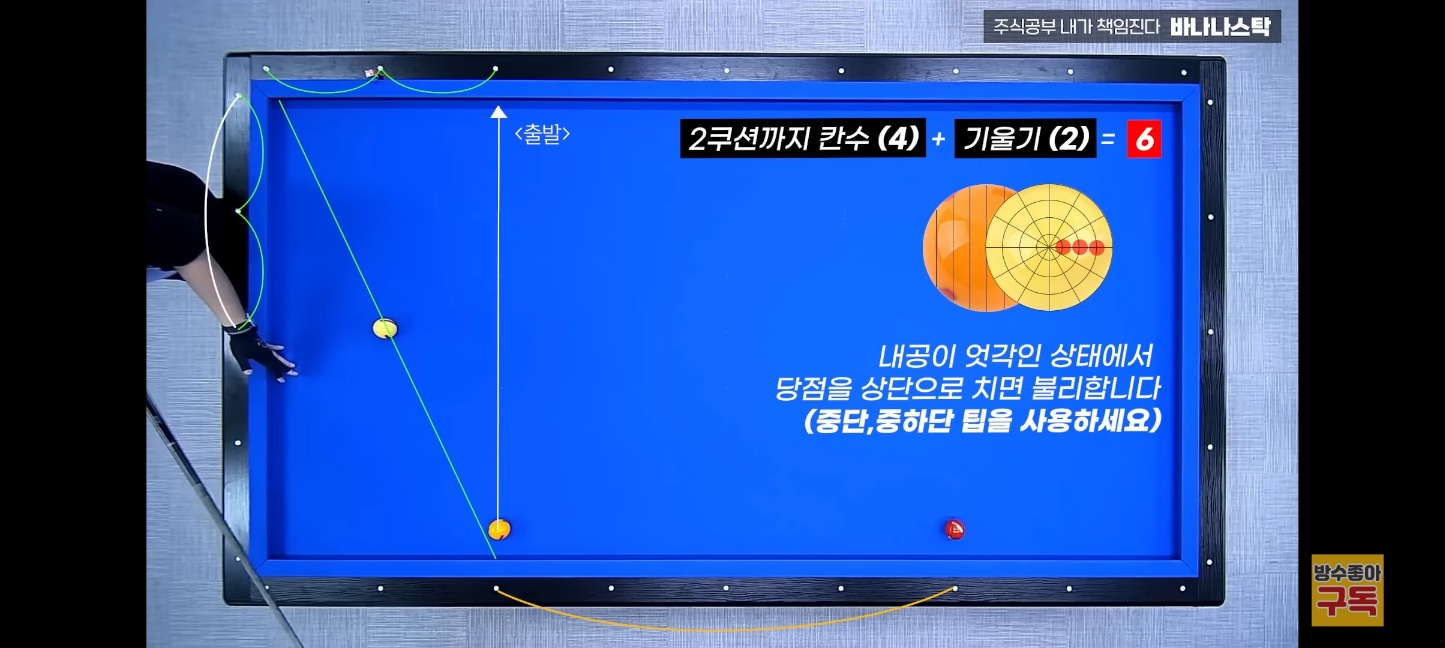 주식공부 내가 책임진다 바나나스탁
<출발>
2쿠션까지 칸수 (4) + 기울기 (2) = 6
내공이 엇각인 상태에서
당점을 상단으로 치면 불리합니다
(중단,중하단 팁을 사용하세요)
방수좋아
구독